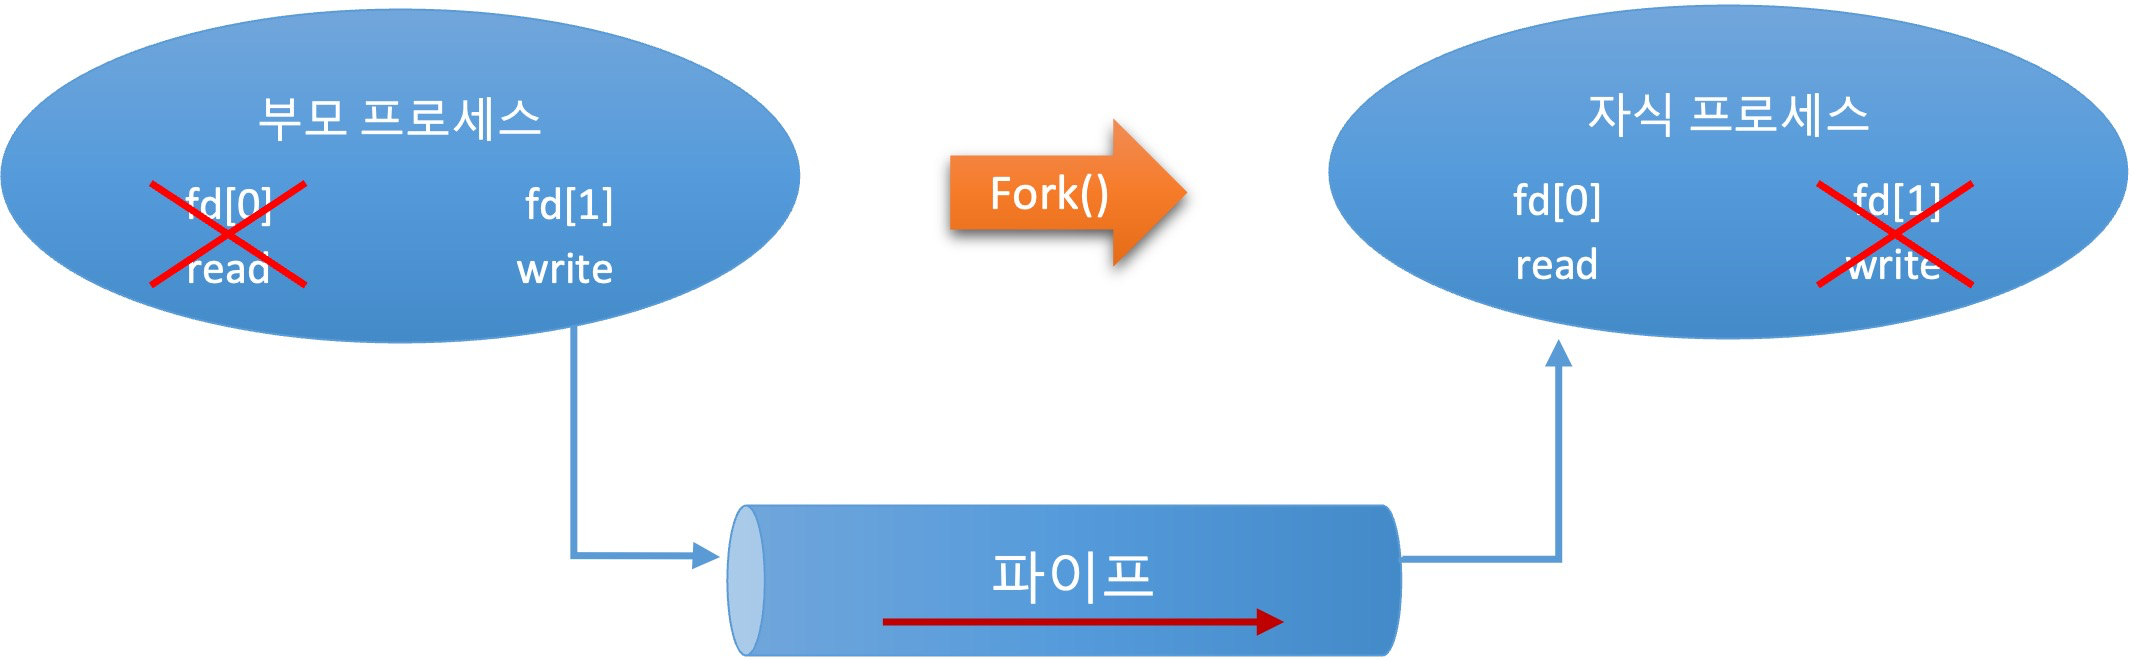 부모 프로세스
fd[0]
read
fd[1]
write
Fork()
자식 프로세스
fd[0]
read
fd[1]
write
파이프